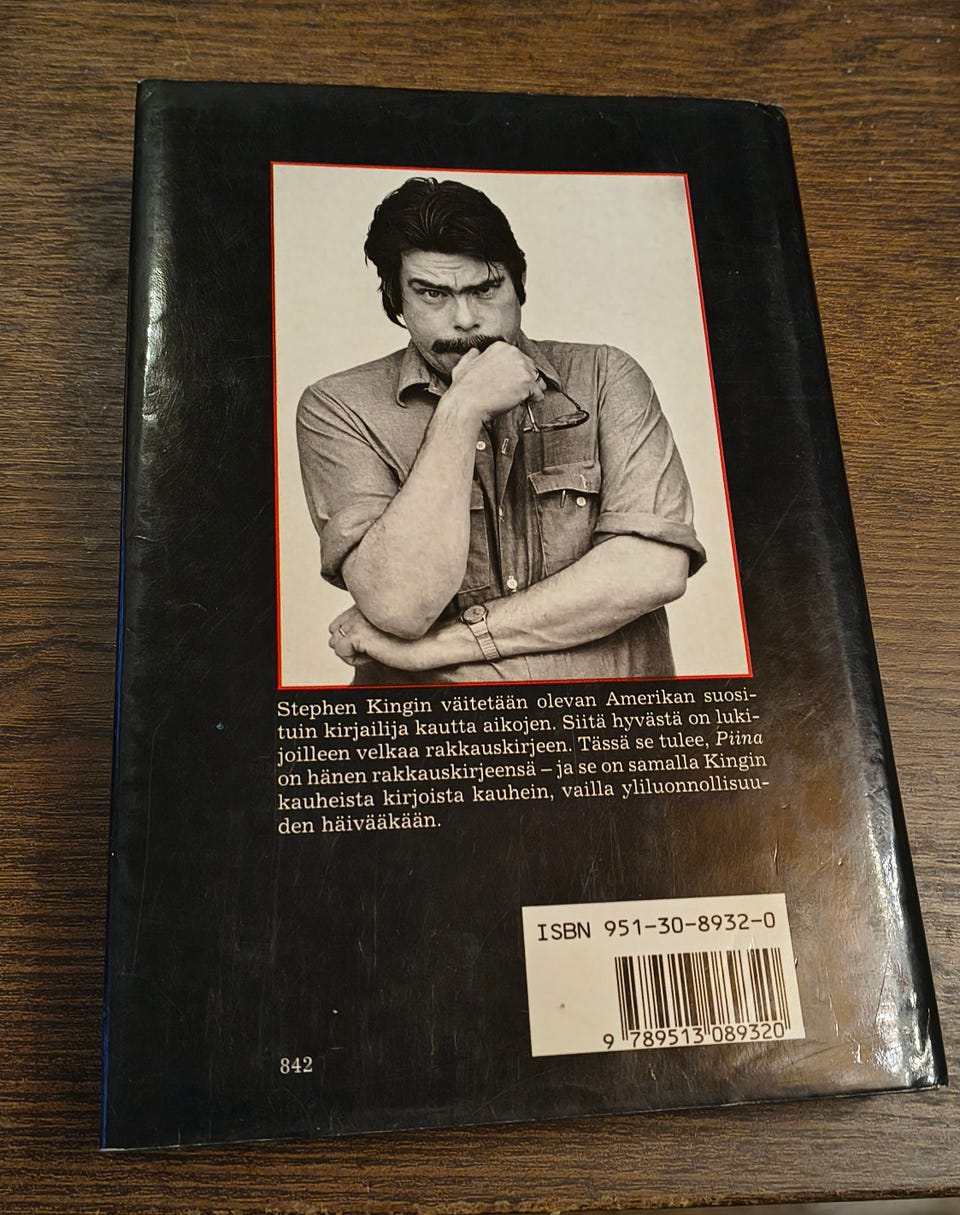 Stephen Kingin väitetään olevan Amerikan suosi-
tuin kirjailija kautta aikojen. Siitä hyvästä on luki-
joilleen velkaa rakkauskirjeen. Tässä se tulee, Piina
on hänen rakkauskirjeensä – ja se on samalla Kingin
kauheista kirjoista kauhein, vailla yliluonnollisuu-
den häivääkään.
ISBN 951-30-8932-0
9 789513 089320
842